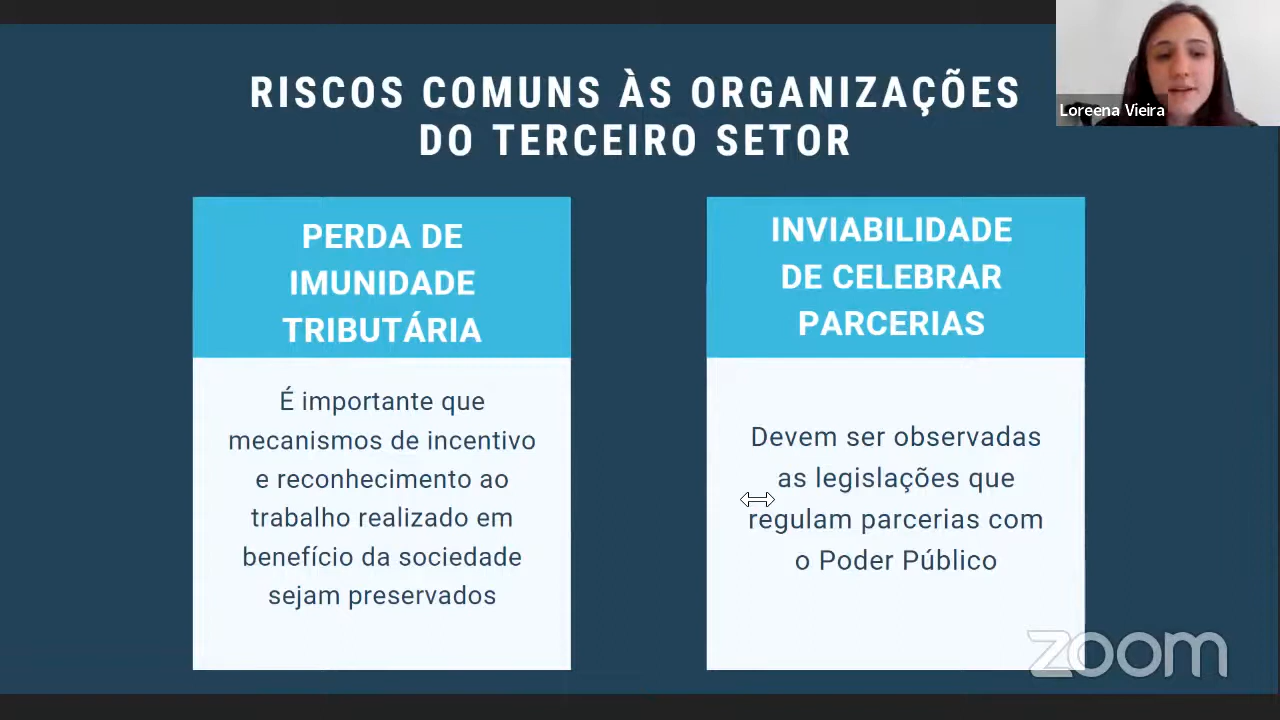 RISCOS COMUNS ÀS ORGANIZAÇÕES
DO TERCEIRO SETOR
Loreena Vieira
PERDA DE
IMUNIDADE
TRIBUTÁRIA
É importante que
mecanismos de incentivo
e reconhecimento ao
trabalho realizado em
benefício da sociedade
sejam preservados
INVIABILIDADE
DE CELEBRAR
PARCERIAS
Devem ser observadas
as legislações que
regulam parcerias com
o Poder Público
zoom